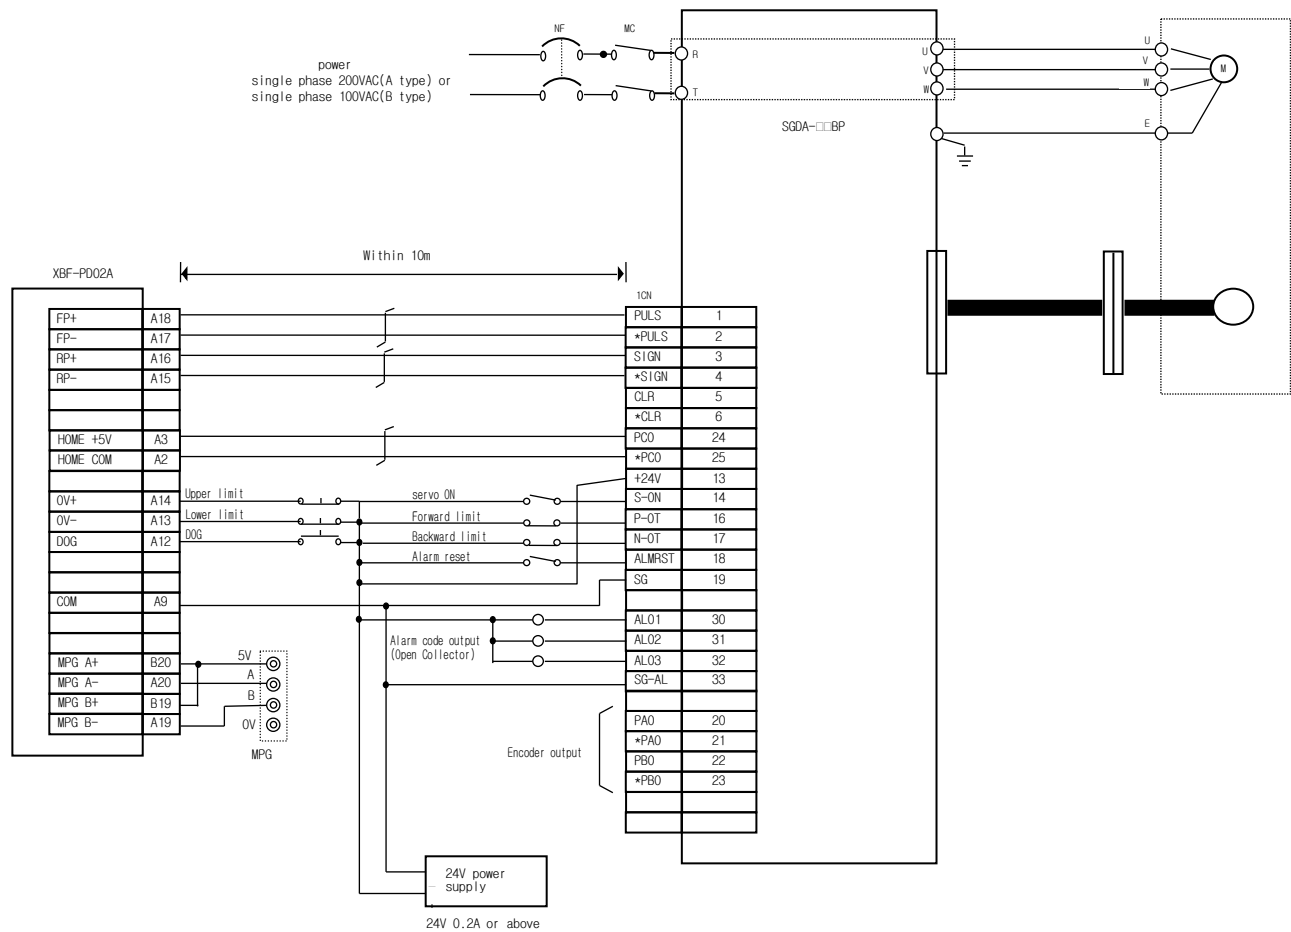 NF
MC
power
single phase 200VAC(A type) or
single phase 100VAC(B type)
R
T
U
V
W
U
V
W
E
M
SGDA-□□BP
Within 10m
XBF-PD02A
1CN
FP+ A18
FP- A17
RP+ A16
RP- A15
HOME +5V A3
HOME COM A2
OV+ A14
OV- A13
DOG A12
COM A9
MPG A+ B20
MPG A- A20
MPG B+ B19
MPG B- A19
Upper limit
Lower limit
DOG
servo ON
Forward limit
Backward limit
Alarm reset
Alarm code output
(Open Collector)
5V
A
B
0V
MPG
Encoder output
PULS 1
*PULS 2
SIGN 3
*SIGN 4
CLR 5
*CLR 6
PCO 24
*PCO 25
+24V 13
S-ON 14
P-OT 16
N-OT 17
ALMRST 18
SG 19
ALO1 30
ALO2 31
ALO3 32
SG-AL 33
PAO 20
*PAO 21
PBO 22
*PBO 23
24V power
supply
24V 0.2A or above